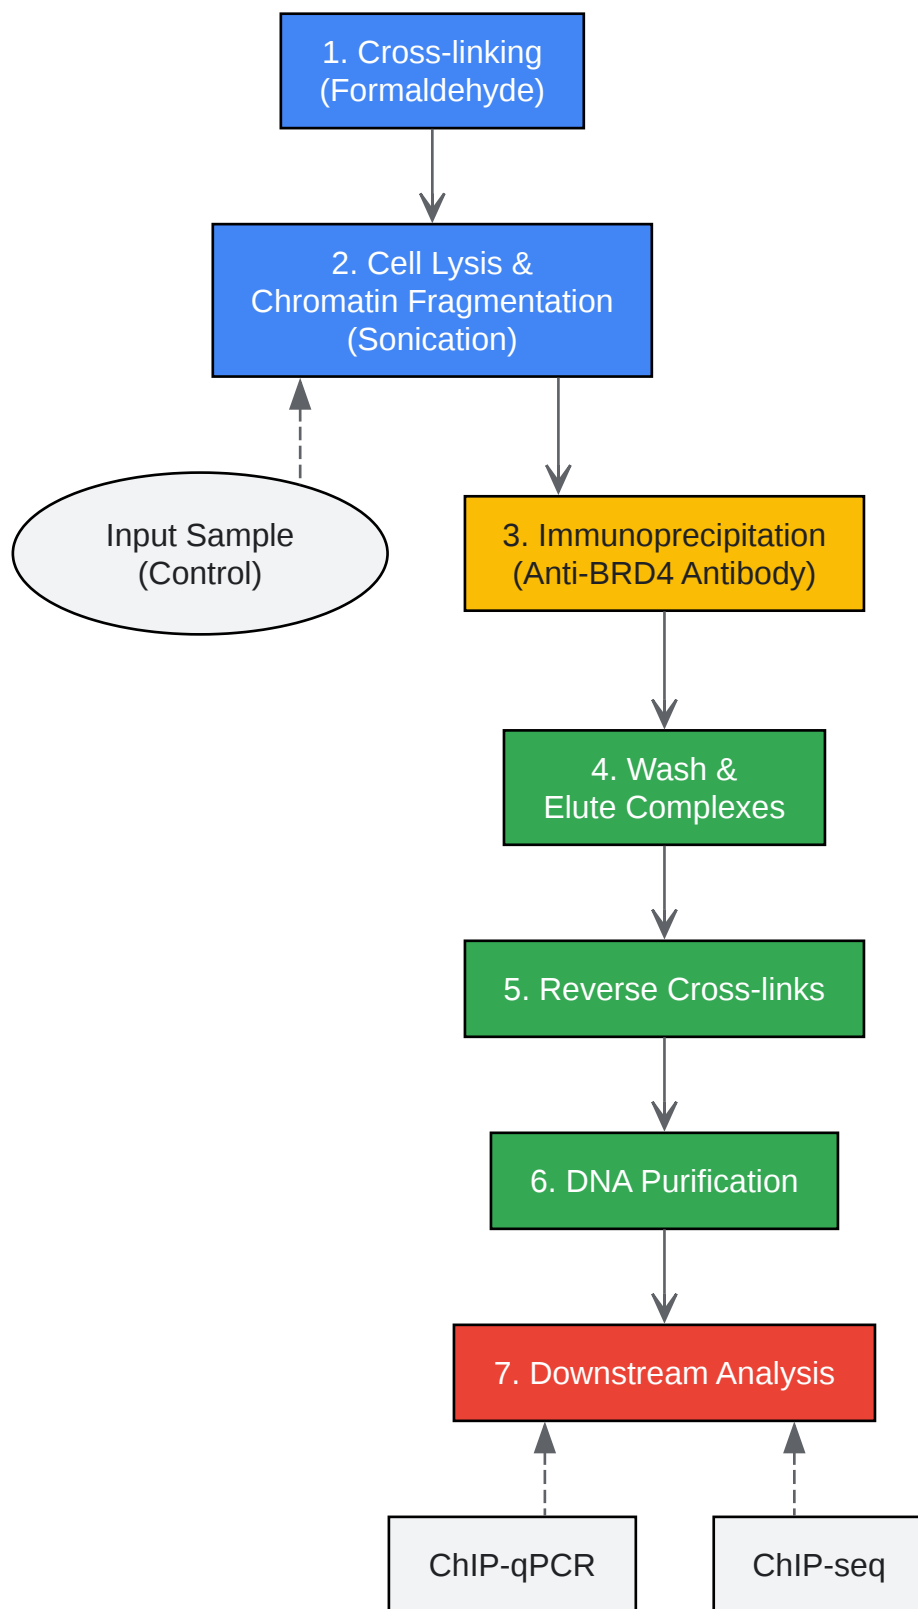 1. Cross-linking
(Formaldehyde)
2. Cell Lysis &
Chromatin Fragmentation
(Sonication)
Input Sample
(Control)
3. Immunoprecipitation
(Anti-BRD4 Antibody)
4. Wash &
Elute Complexes
5. Reverse Cross-links
6. DNA Purification
7. Downstream Analysis
ChIP-qPCR
ChIP-seq